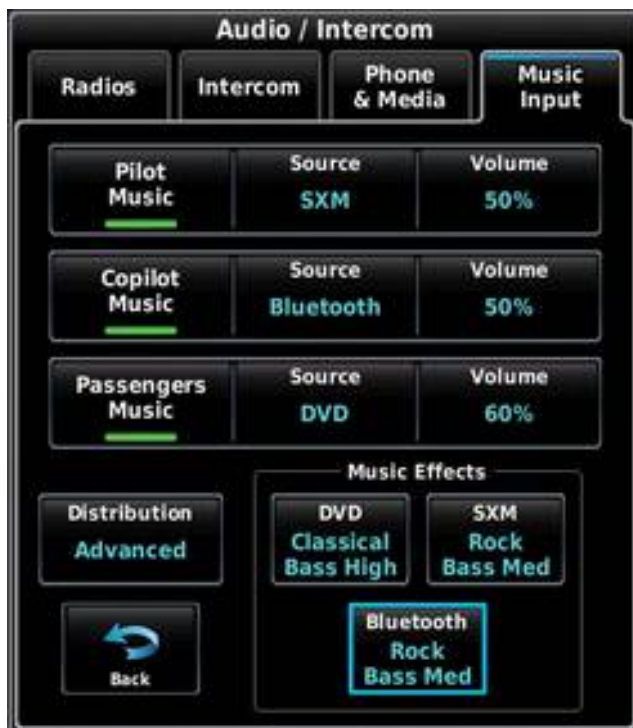 Audio / Intercom
Radios
Intercom
Phone
& Media
Music
Input
Pilot
Music
Source
SXM
Volume
50%
Copilot
Music
Source
Bluetooth
Volume
50%
Passengers
Music
Source
DVD
Volume
60%
Music Effects
Distribution
Advanced
DVD
Classical
Bass High
SXM
Rock
Bass Med
Bluetooth
Rock
Bass Med
Back